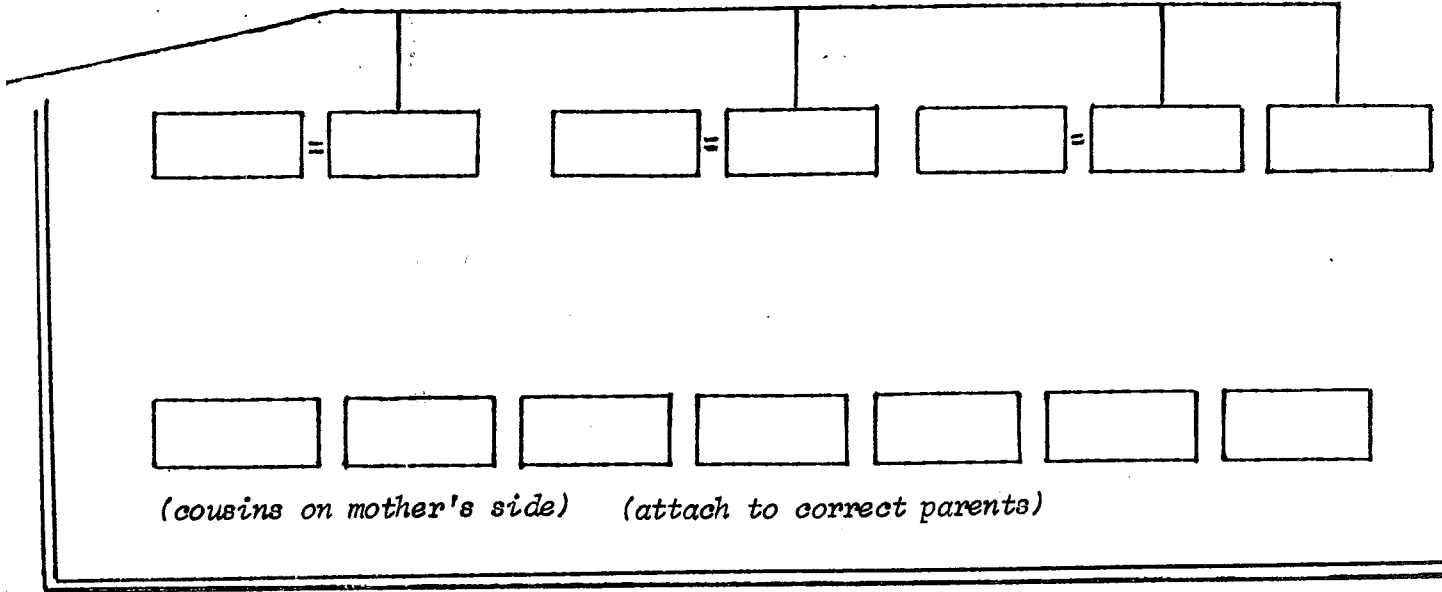 = = =
(cousins on mother's side) (attach to correct parents)